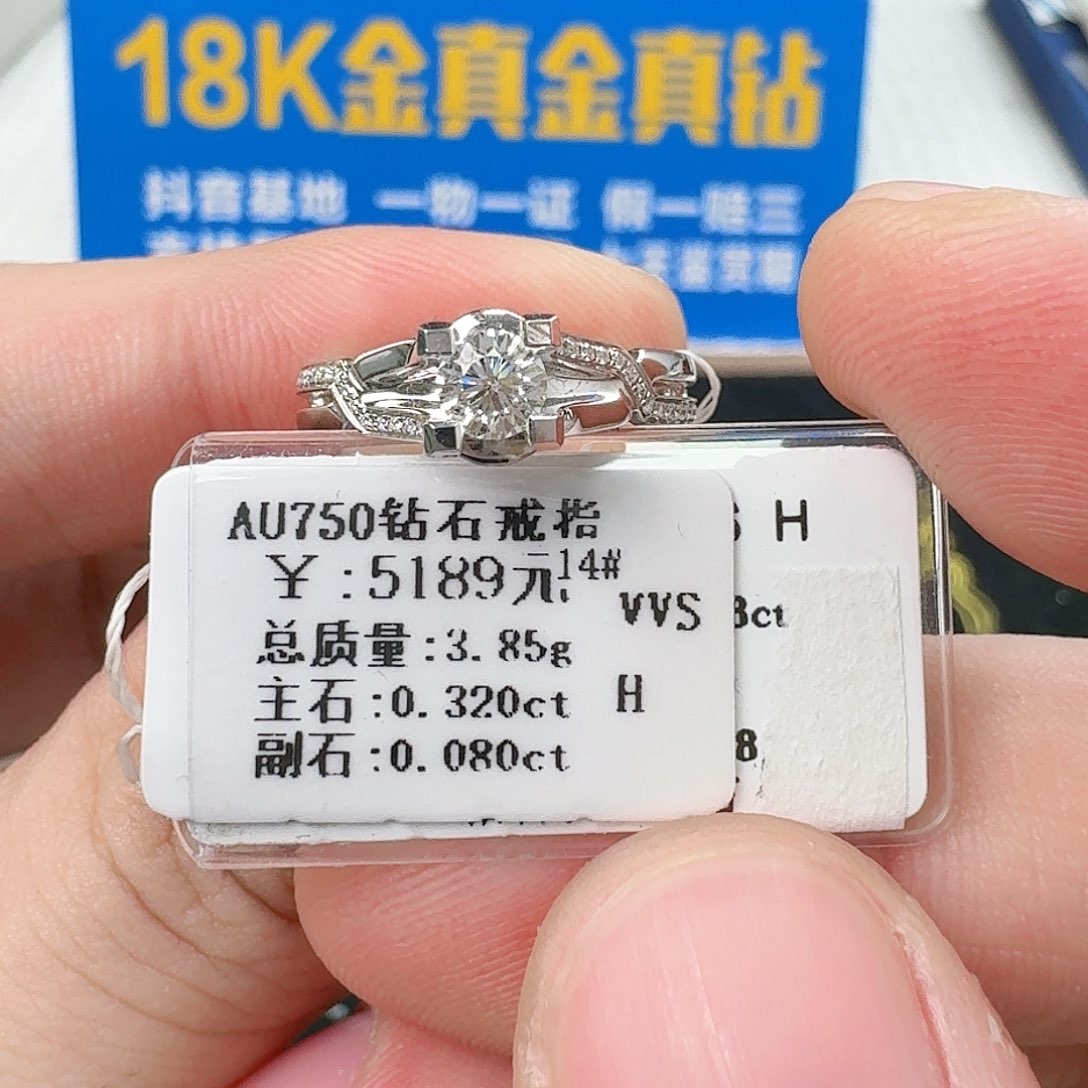 18K金真金真钻
抖音基地 一物一证 假一赔三
AU750钻石戒指
￥:5189元 14#
VVS
总质量:3.85g
主石:0.320ct H
副石:0.080ct
H
3ct
8